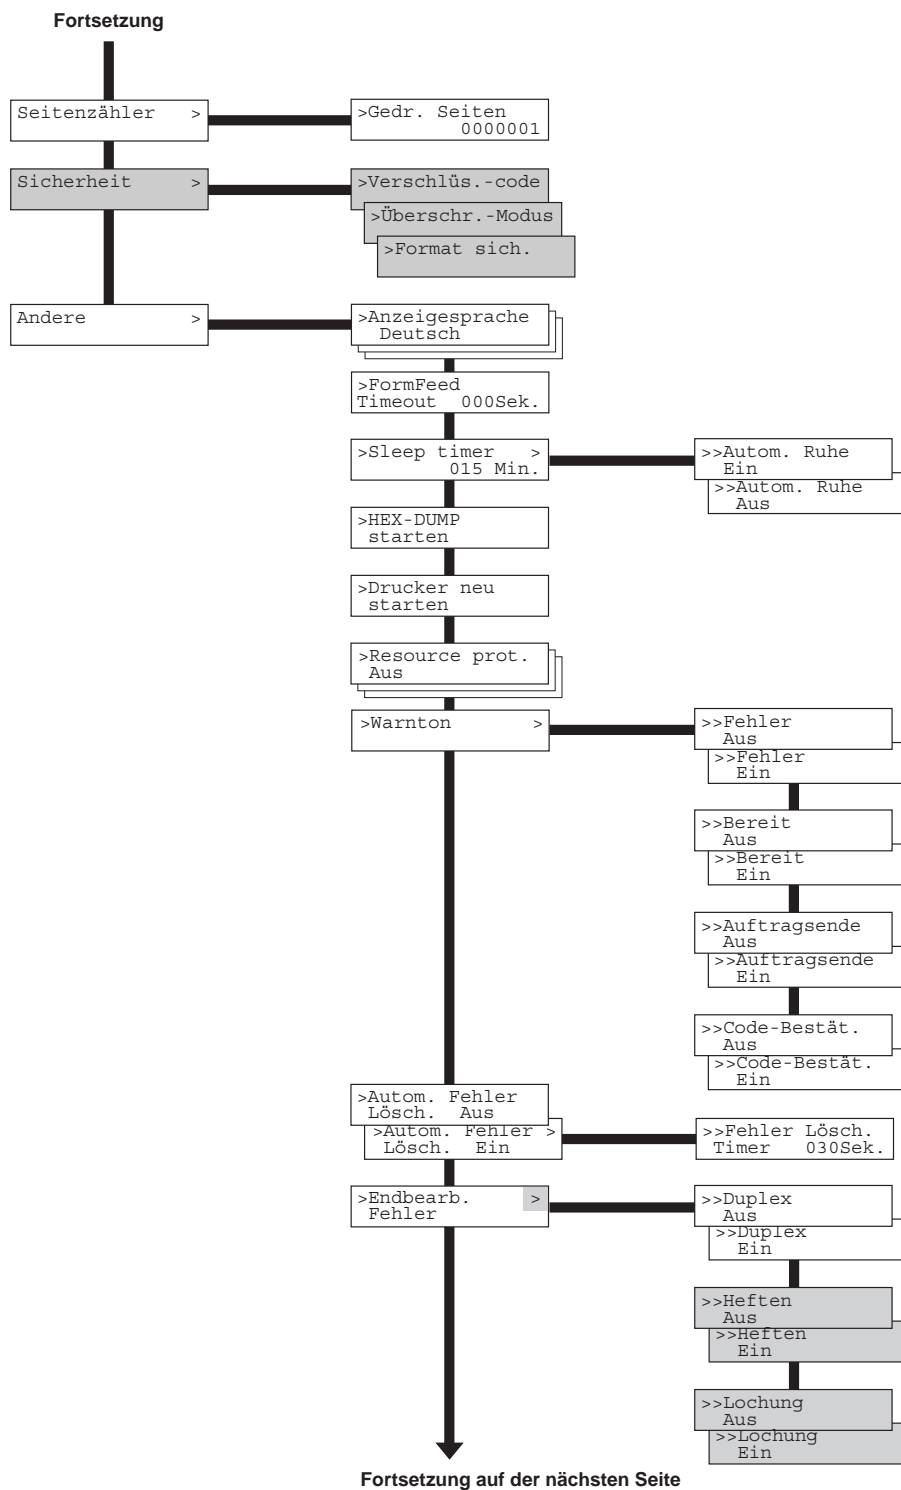 Fortsetzung
Seitenzähler >
>Gedr. Seiten
0000001
Sicherheit >
>Verschlüs.-code
>Überschr.-Modus
>Format sich.
Andere >
>Anzeigesprache
Deutsch
>FormFeed
Timeout 000Sek.
>Sleep timer >
015 Min.
>>Autom. Ruhe
Ein
>>Autom. Ruhe
Aus
>HEX-DUMP
starten
>Drucker neu
starten
>Resource prot.
Aus
>Warnton >
>>Fehler
Aus
>>Fehler
Ein
>>Bereit
Aus
>>Bereit
Ein
>>Auftragsende
Aus
>>Auftragsende
Ein
>>Code-Bestät.
Aus
>>Code-Bestät.
Ein
>Autom. Fehler
Lösch. Aus
>Autom. Fehler >
Lösch. Ein
>>Fehler Lösch.
Timer 030Sek.
>Endbearb. >
Fehler
>>Duplex
Aus
>>Duplex
Ein
>>Heften
Aus
>>Heften
Ein
>>Lochung
Aus
>>Lochung
Ein
Fortsetzung auf der nächsten Seite